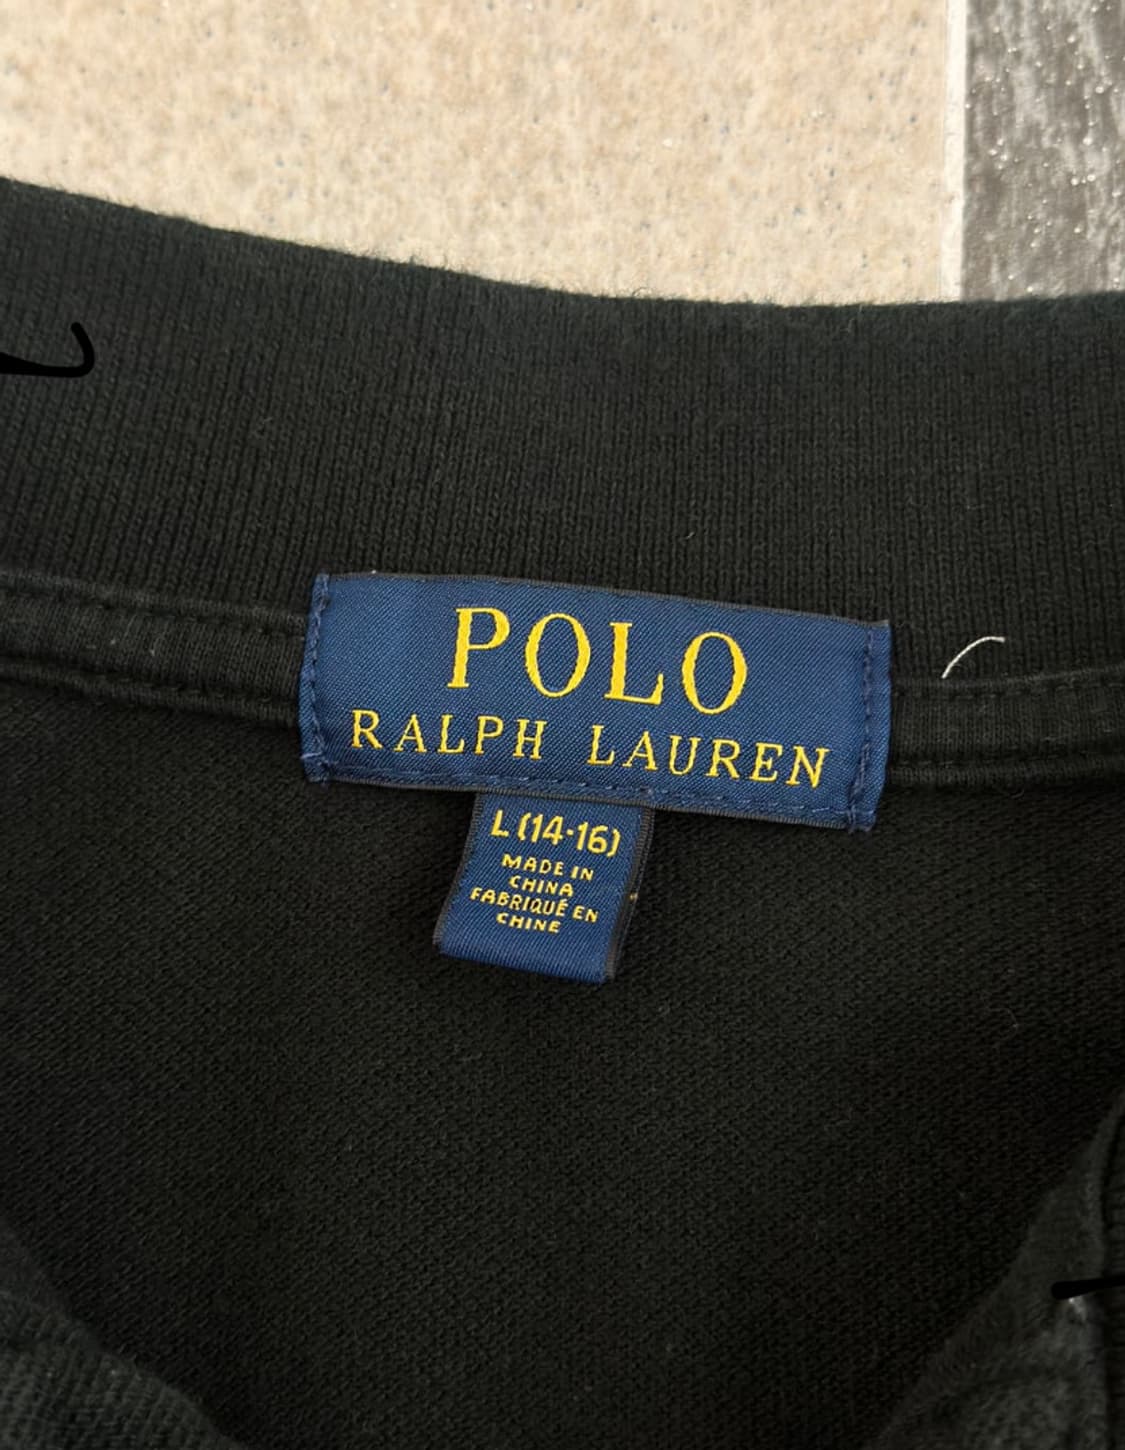 POLO
RALPH LAUREN
L (14-16)
MADE IN
CHINA
FABRIQUÉ EN
CHINE